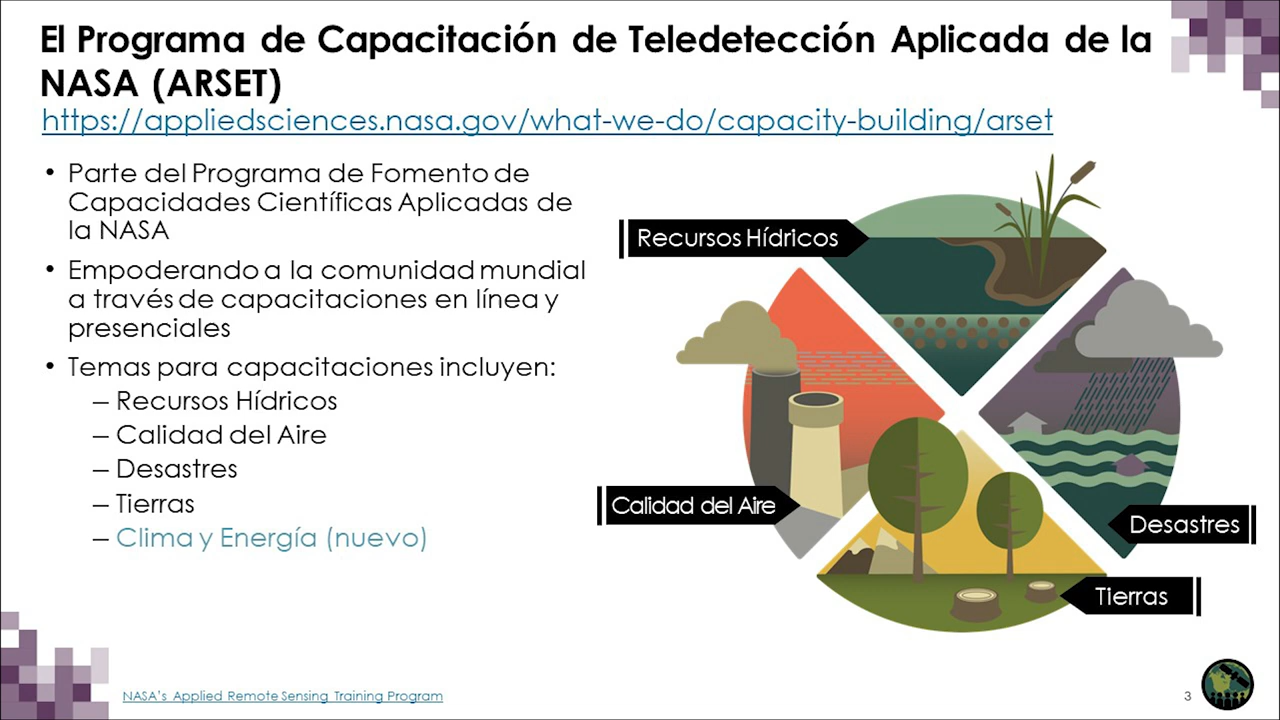 El Programa de Capacitación de Teledetección Aplicada de la
NASA (ARSET)
https://appliedsciences.nasa.gov/what-we-do/capacity-building/arset
• Parte del Programa de Fomento de
Capacidades Científicas Aplicadas de
la NASA
• Empoderando a la comunidad mundial
a través de capacitaciones en línea y
presenciales
• Temas para capacitaciones incluyen:
– Recursos Hídricos
– Calidad del Aire
– Desastres
– Tierras
– Clima y Energía (nuevo)
Recursos Hídricos
Calidad del Aire
Desastres
Tierras
NASA's Applied Remote Sensing Training Program
3